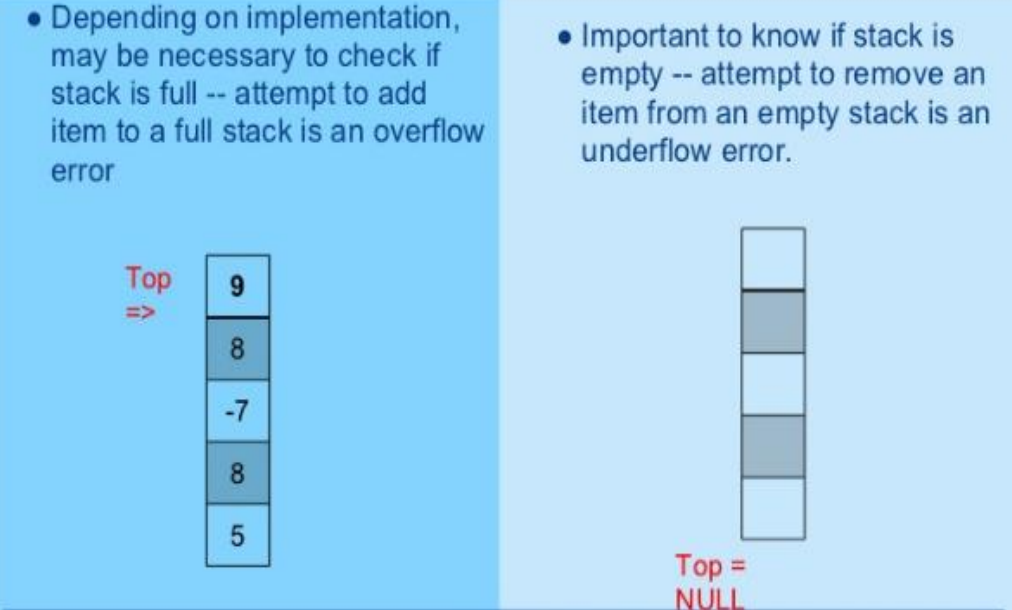 • Depending on implementation,
may be necessary to check if
stack is full -- attempt to add
item to a full stack is an overflow
error
Top
=>
9
8
-7
8
5
• Important to know if stack is
empty -- attempt to remove an
item from an empty stack is an
underflow error.
Top =
NULL